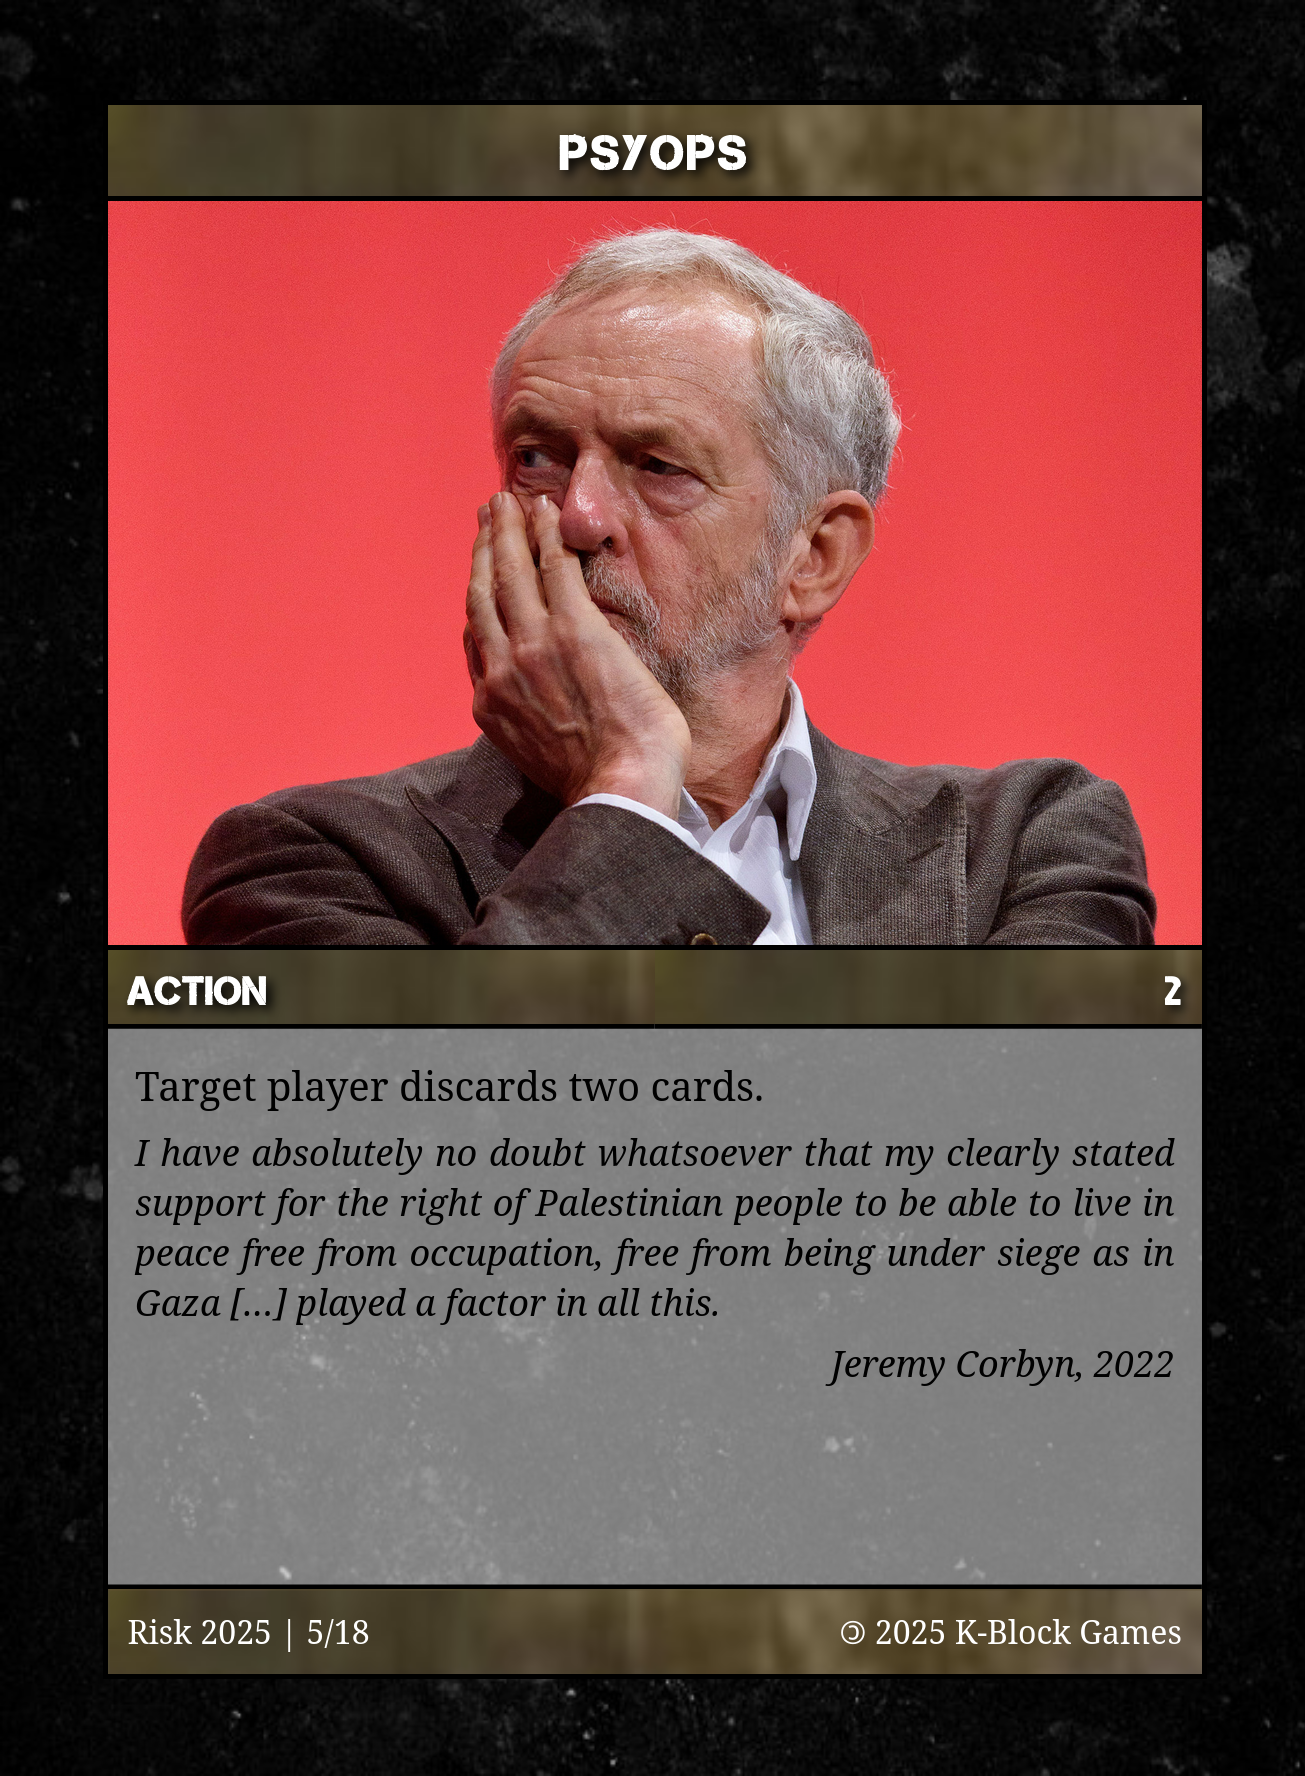 PSYOPS
ACTION
2
Target player discards two cards.
I have absolutely no doubt whatsoever that my clearly stated
support for the right of Palestinian people to be able to live in
peace free from occupation, free from being under siege as in
Gaza [...] played a factor in all this.
Jeremy Corbyn, 2022
Risk 2025 | 5/18
🄯 2025 K-Block Games